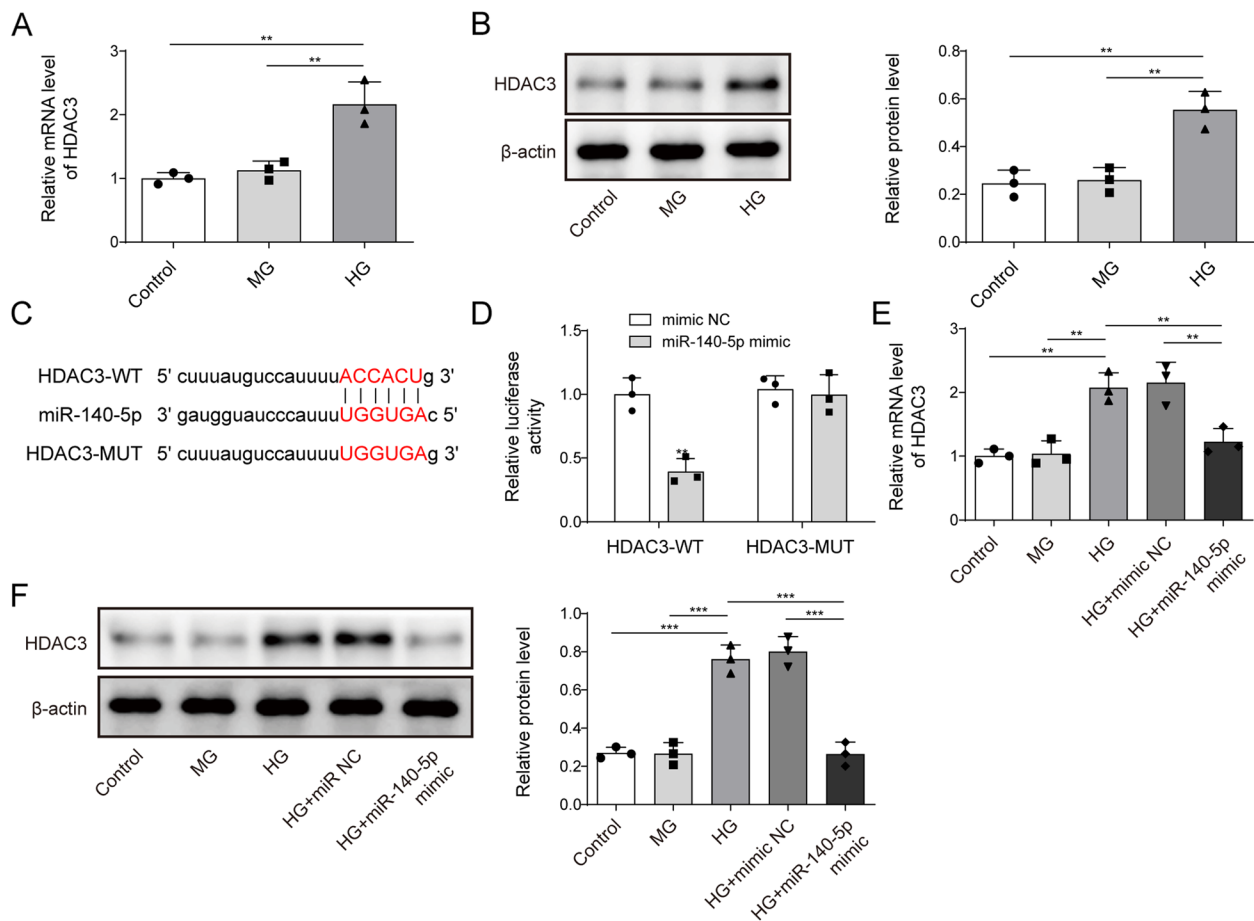 A
Relative mRNA level
of HDAC3
3
2
1
0
**
**
Control
MG
HG
B
HDAC3
β-actin
Control
MG
HG
Relative protein level
0.8
0.6
0.4
0.2
0.0
**
**
Control
MG
HG
C
HDAC3-WT 5' cuuuauguccauuuuACCACUg 3'
miR-140-5p 3' gaugguaucccauuuUGGUGAc 5'
HDAC3-MUT 5' cuuuauguccauuuuUGGUGAg 3'
D
mimic NC
miR-140-5p mimic
Relative luciferase
activity
1.5
1.0
0.5
0.0
**
HDAC3-WT
HDAC3-MUT
E
Relative mRNA level
of HDAC3
3
2
1
0
**
**
**
**
Control
MG
HG
HG+mimic NC
HG+miR-140-5p
mimic
F
HDAC3
β-actin
Control
MG
HG
HG+miR NC
HG+miR-140-5p
mimic
Relative protein level
1.0
0.8
0.6
0.4
0.2
0.0
***
***
***
***
Control
MG
HG
HG+mimic NC
HG+miR-140-5p
mimic